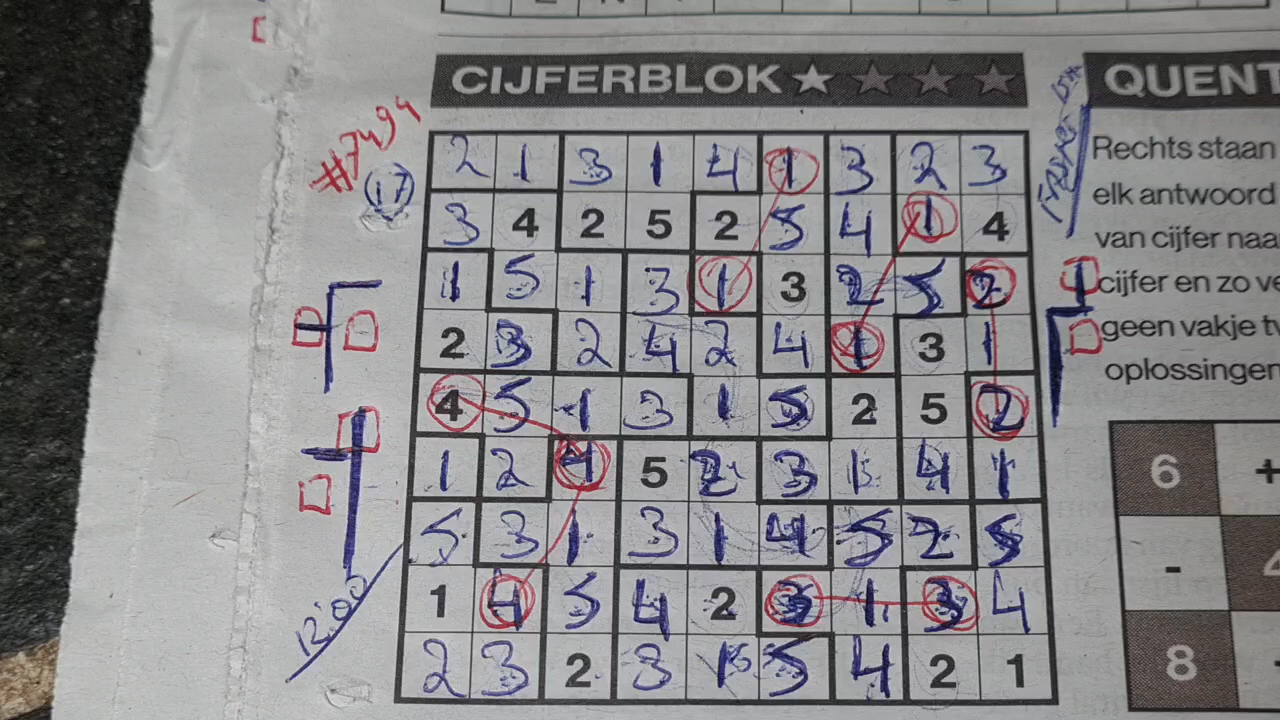 CIJFERBLOK
QUENT
#7494
17
2 1 3 1 4 1 3 2 3
3 4 2 5 2 5 4 1 4
1 5 1 3 1 3 2 5 2
2 3 2 4 2 4 1 3 1
4 5 1 3 1 5 2 5 2
1 2 4 5 2 3 1 4 1
5 3 1 3 1 4 5 2 5
1 4 5 4 2 3 1 3 4
2 3 2 3 1 5 4 2 1
12:00
Rechts staan
elk antwoord
van cijfer naa
cijfer en zo ve
geen vakje tv
oplossingen
6 +
-
8